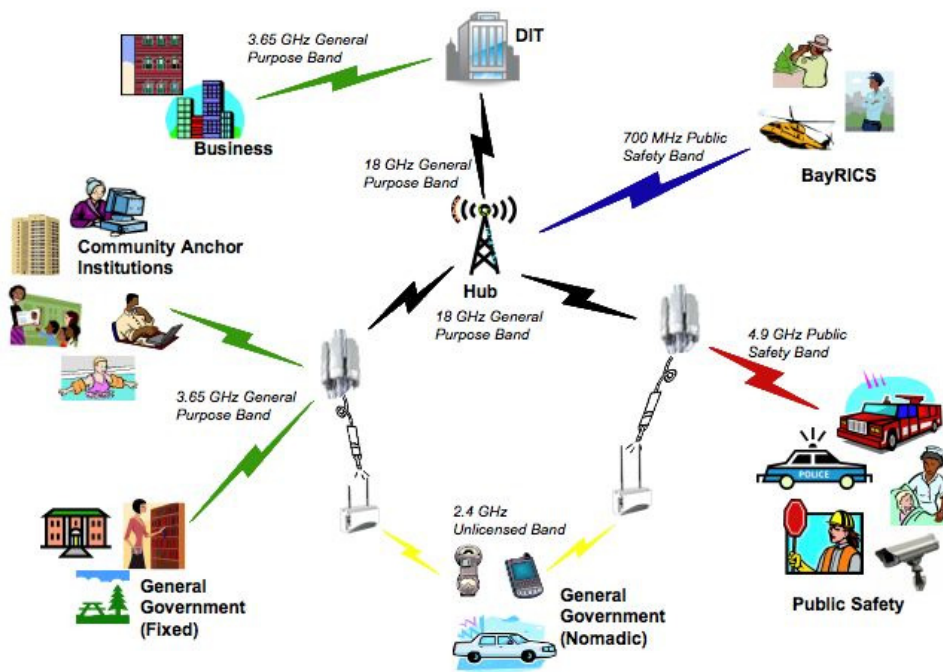 3.65 GHz General
Purpose Band
DIT
Business
700 MHz Public
Safety Band
18 GHz General
Purpose Band
BayRICS
Community Anchor
Institutions
Hub
18 GHz General
Purpose Band
4.9 GHz Public
Safety Band
3.65 GHz General
Purpose Band
POLICE
2.4 GHz
Unlicensed Band
General
Government
(Fixed)
General
Government
(Nomadic)
Public Safety